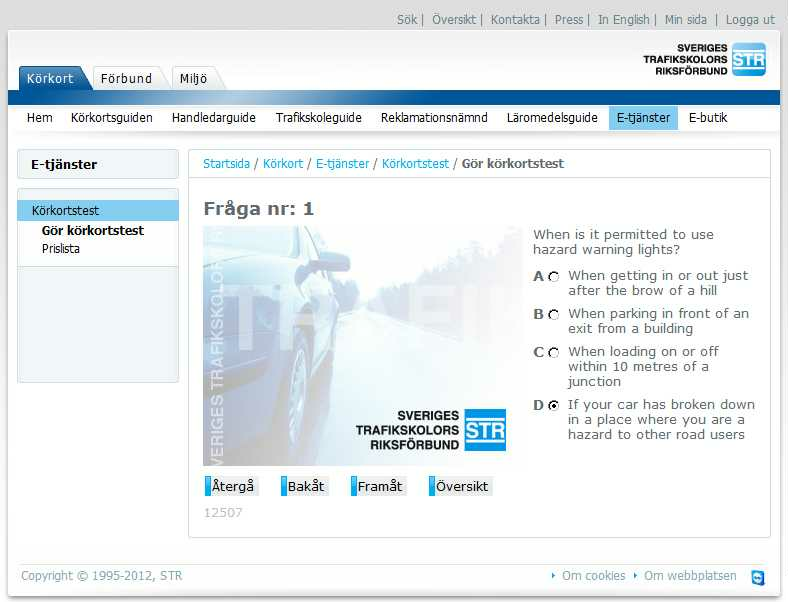 Sök | Översikt | Kontakta | Press | In English | Min sida | Logga ut
SVERIGES
TRAFIKSKOLORS
RIKSFÖRBUND
STR
Körkort Förbund Miljö
Hem Körkortsguiden Handledarguide Trafikskoleguide Reklamationsnämnd Läromedelsguide E-tjänster E-butik
E-tjänster
Körkortstest
Gör körkortstest
Prislista
Startsida / Körkort / E-tjänster / Körkortstest / Gör körkortstest
Fråga nr: 1
SVERIGES
TRAFIKSKOLORS
RIKSFÖRBUND
STR
When is it permitted to use
hazard warning lights?
A When getting in or out just
after the brow of a hill
B When parking in front of an
exit from a building
C When loading on or off
within 10 metres of a
junction
D If your car has broken down
in a place where you are a
hazard to other road users
Återgå Bakåt Framåt Översikt
12507
Copyright © 1995-2012, STR
Om cookies Om webbplatsen